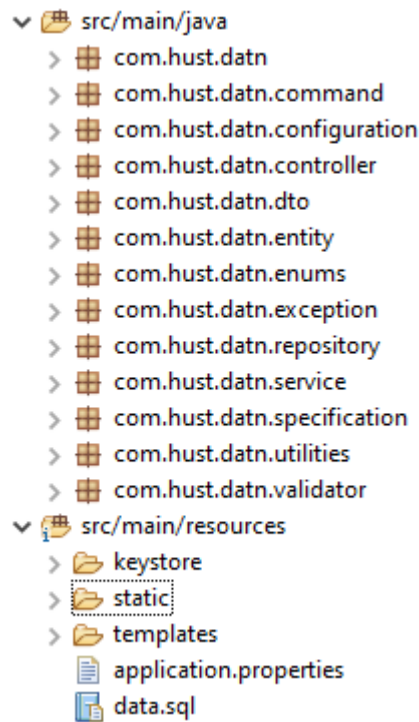 src/main/java
com.hust.datn
com.hust.datn.command
com.hust.datn.configuration
com.hust.datn.controller
com.hust.datn.dto
com.hust.datn.entity
com.hust.datn.enums
com.hust.datn.exception
com.hust.datn.repository
com.hust.datn.service
com.hust.datn.specification
com.hust.datn.utilities
com.hust.datn.validator
src/main/resources
keystore
static
templates
application.properties
data.sql